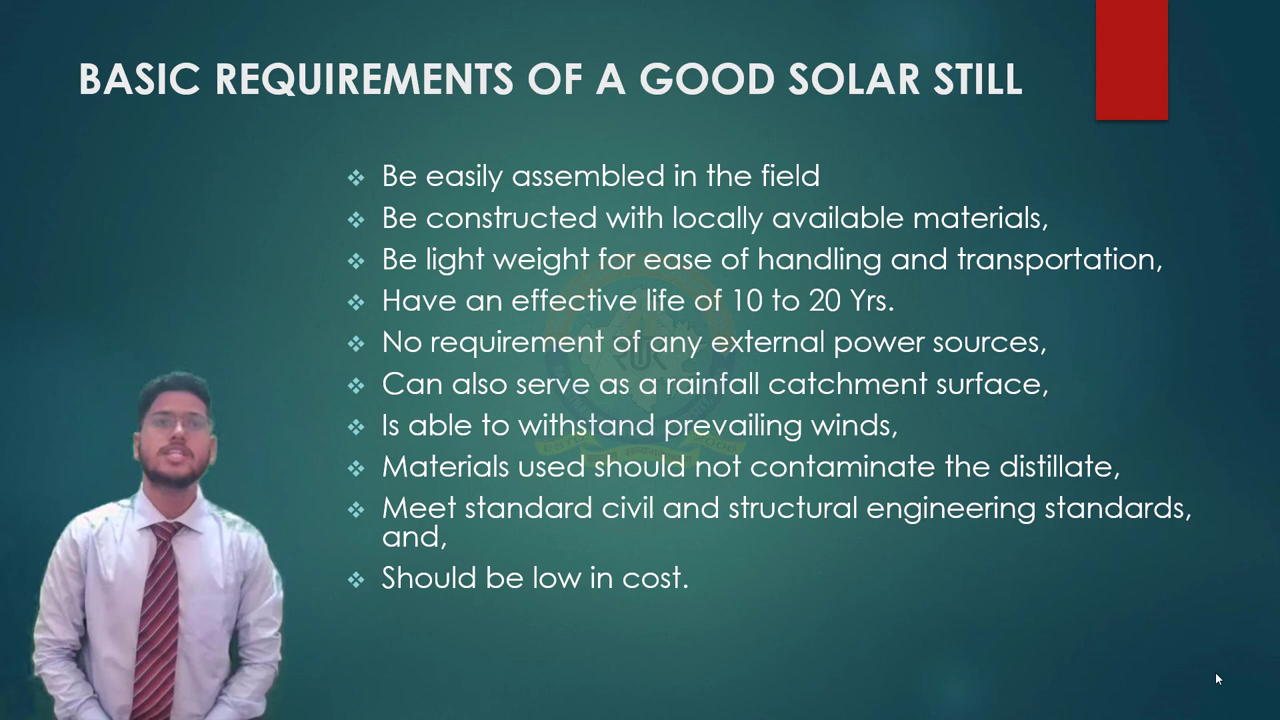 BASIC REQUIREMENTS OF A GOOD SOLAR STILL
Be easily assembled in the field
Be constructed with locally available materials,
Be light weight for ease of handling and transportation,
Have an effective life of 10 to 20 Yrs.
No requirement of any external power sources,
Can also serve as a rainfall catchment surface,
Is able to withstand prevailing winds,
Materials used should not contaminate the distillate,
Meet standard civil and structural engineering standards,
and,
Should be low in cost.